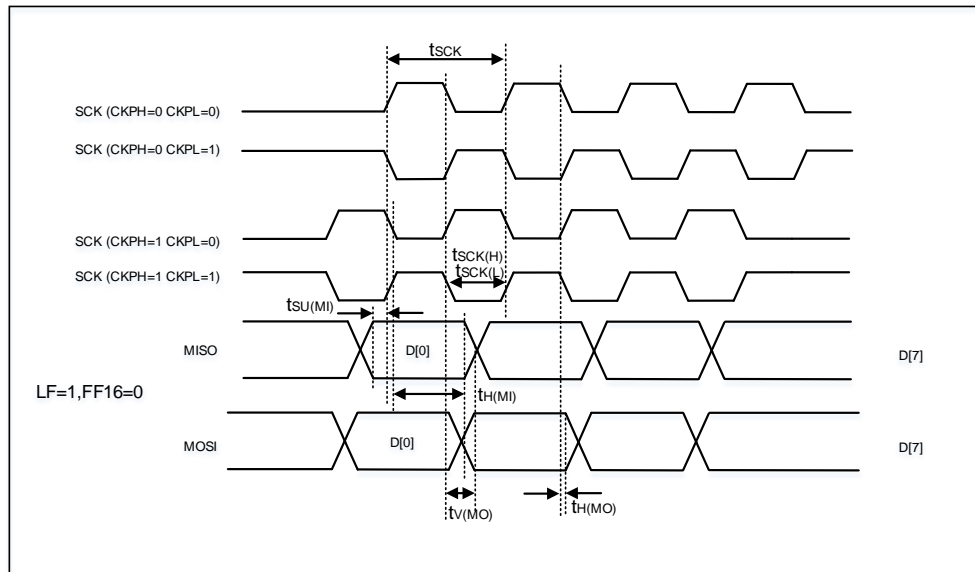 tSCK
SCK (CKPH=0 CKPL=0)
SCK (CKPH=0 CKPL=1)
SCK (CKPH=1 CKPL=0)
tSCK(H)
tSCK(L)
SCK (CKPH=1 CKPL=1)
tSU(MI)
MISO
D[0]
D[7]
LF=1,FF16=0
tH(MI)
MOSI
D[0]
D[7]
tV(MO)
tH(MO)